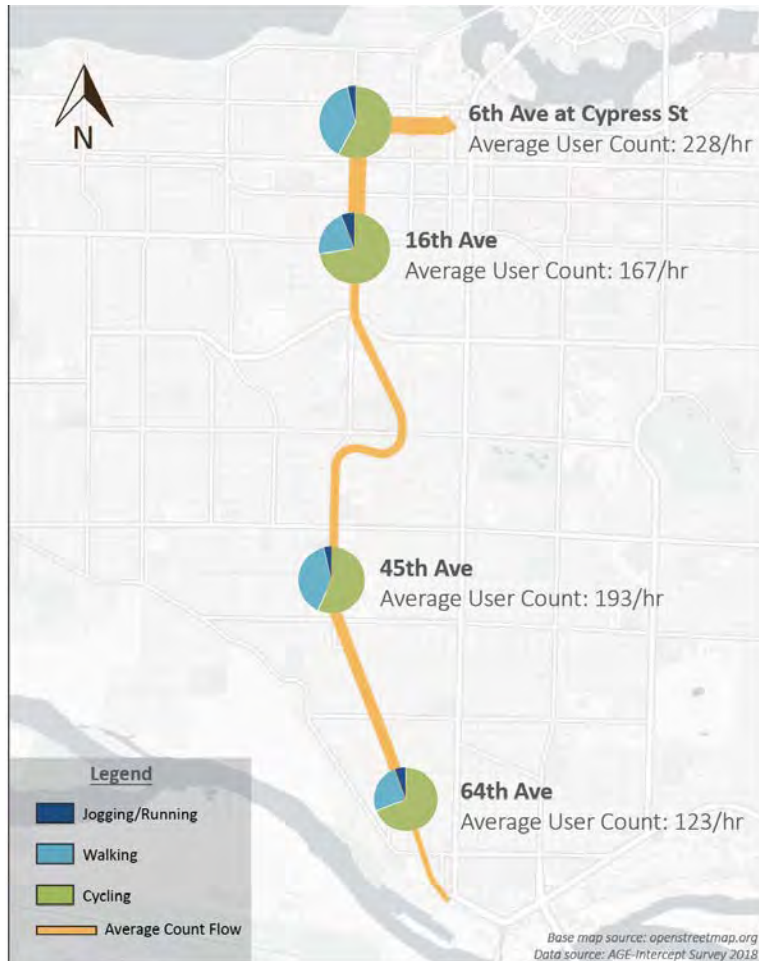 N
6th Ave at Cypress St
Average User Count: 228/hr
16th Ave
Average User Count: 167/hr
45th Ave
Average User Count: 193/hr
64th Ave
Average User Count: 123/hr
Legend
Jogging/Running
Walking
Cycling
Average Count Flow
Base map source: openstreetmap.org
Data source: AGE-Intercept Survey 2018